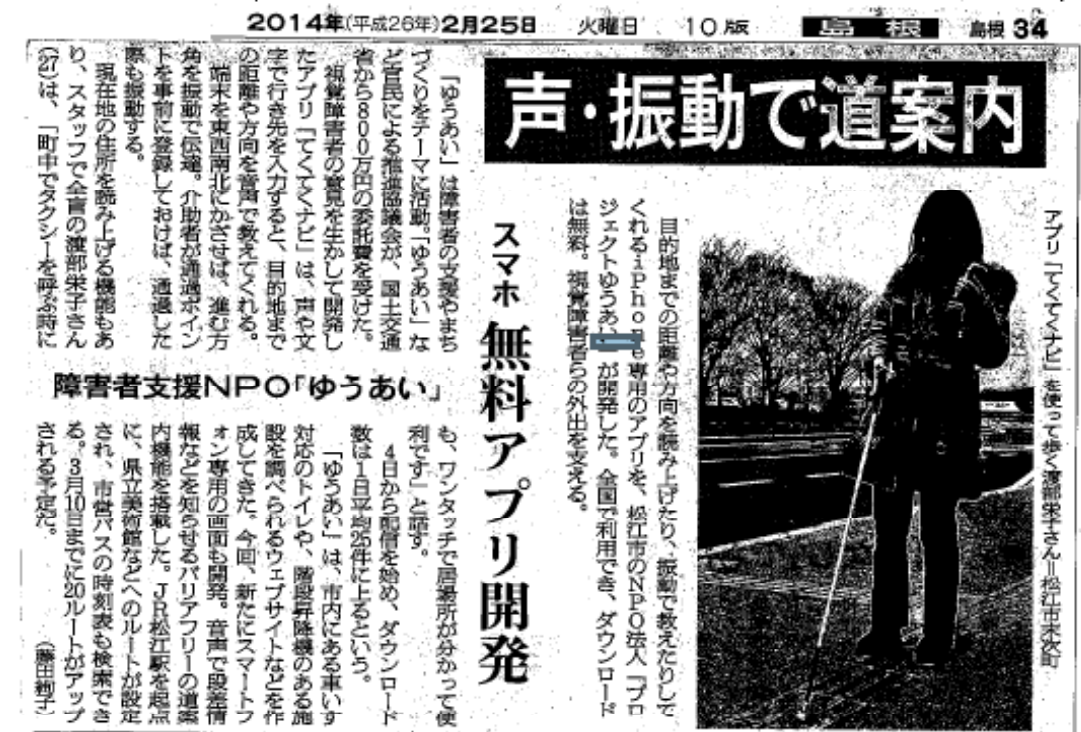 2014年(平成26年)2月25日 火曜日 10版 島根 島根 34
声・振動で道案内
スマホ 無料アプリ開発
目的地までの距離や方向を読み上げたり、振動で教えたりして
くれるiPhone専用のアプリを、松江市のNPO法人「プロ
ジェクトゆうあい」が開発した。全国で利用でき、ダウンロード
は無料。視覚障害者らの外出を支える。
アプリ「てくてくナビ」を使って歩く渡部栄子さん=松江市末次町
「ゆうあい」は障害者の支援やまち
づくりをテーマに活動。「ゆうあい」な
ど官民による推進協議会が、国土交通
省から800万円の委託費を受けた。
視覚障害者の意見を生かして開発し
たアプリ「てくてくナビ」は、声や文
字で行き先を入力すると、目的地まで
の距離や方向を音声で教えてくれる。
端末を東西南北にかざせば、進む方
角を振動で伝達。介助者が通過ポイン
トを事前に登録しておけば、通過した
際も振動する。
現在地の住所を読み上げる機能もあ
り、スタッフで全盲の渡部栄子さん
(27)は、「町中でタクシーを呼ぶ時に
障害者支援NPO「ゆうあい」
も、ワンタッチで居場所が分かって便
利です」と話す。
4日から配信を始め、ダウンロード
数は1日平均25件に上るという。
「ゆうあい」は、市内にある車いす
対応のトイレや、階段昇降機のある施
設を調べられるウェブサイトなどを作
成してきた。今回、新たにスマートフ
ォン専用の画面も開発。音声で段差情
報などを知らせるバリアフリーの道案
内機能を搭載した。JR松江駅を起点
に、県立美術館などへのルートが設定
され、市営バスの時刻表も検索でき
る。3月10日までに20ルートがアップ
される予定だ。
(藤田絢子)